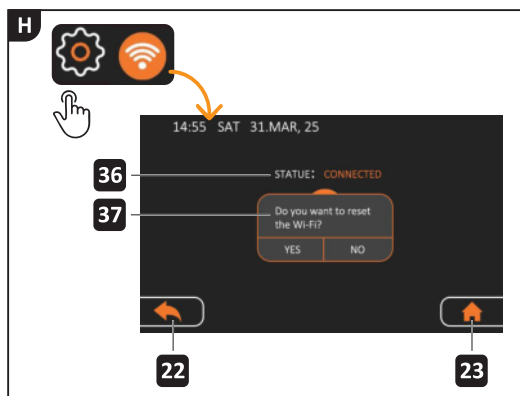 H
14:55 SAT 31.MAR, 25
36
STATUE: CONNECTED
37
Do you want to reset
the Wi-Fi?
YES NO
22 23